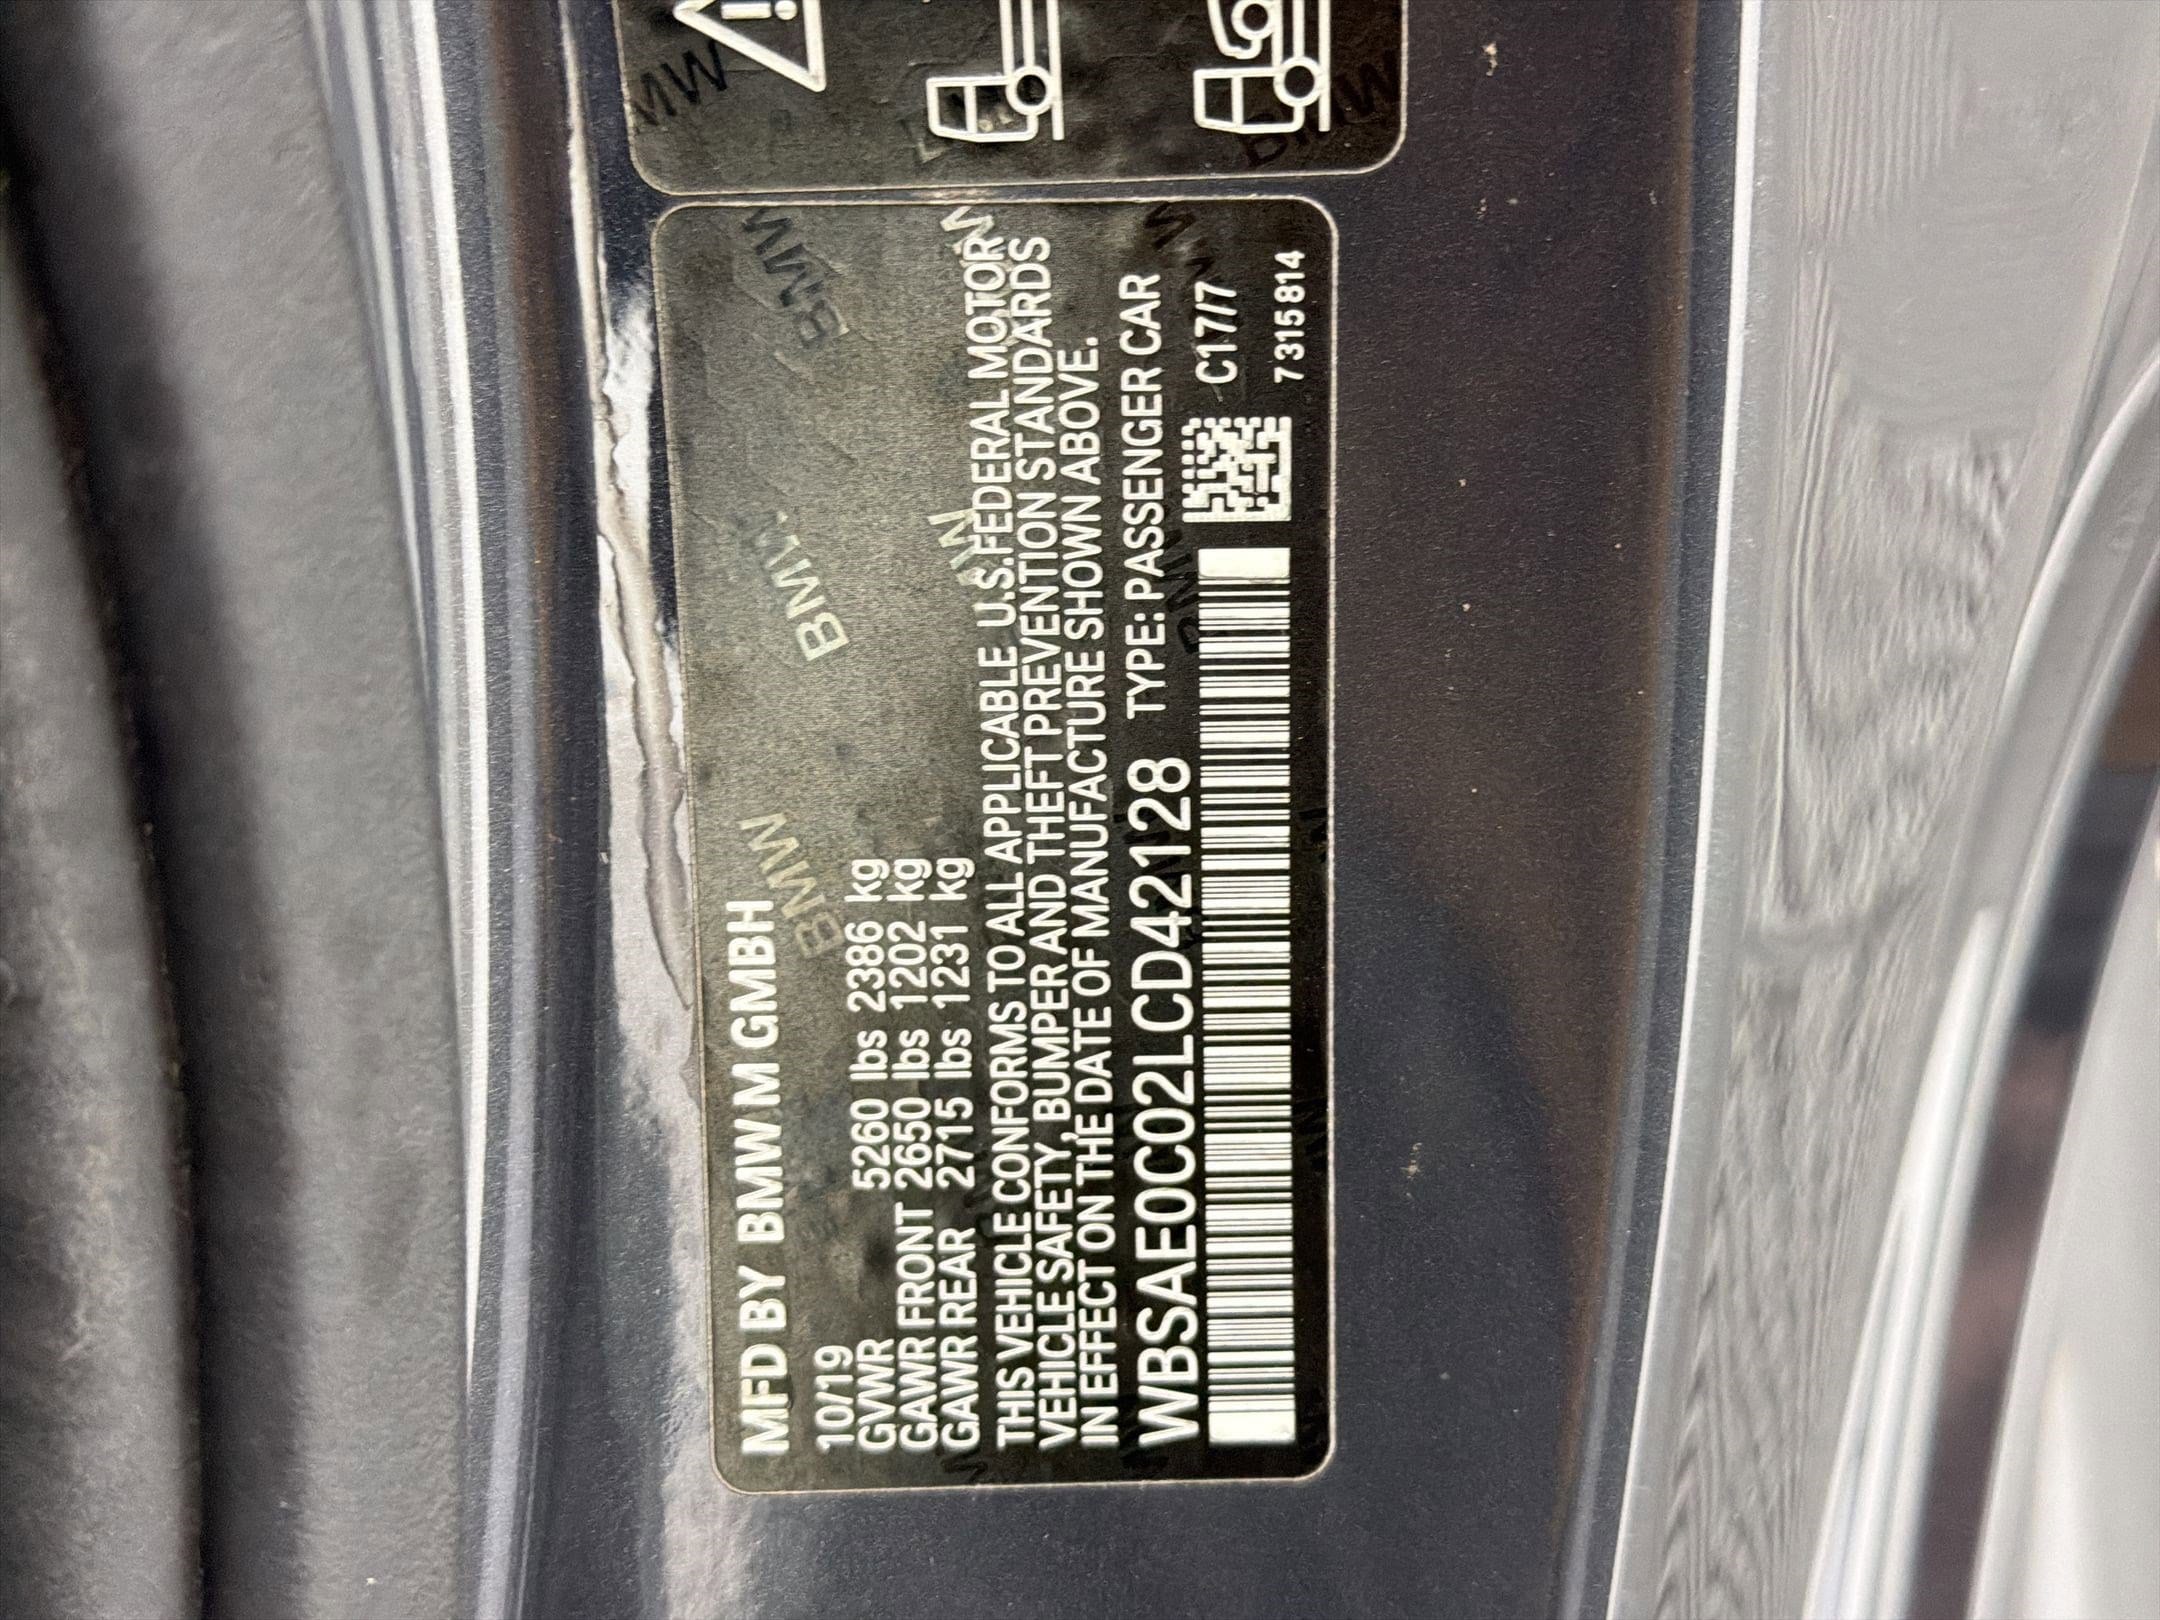 MFD BY BMW M GMBH
10/19
GVWR 5260 lbs 2386 kg
GAWR FRONT 2650 lbs 1202 kg
GAWR REAR 2715 lbs 1231 kg
THIS VEHICLE CONFORMS TO ALL APPLICABLE U.S.FEDERAL MOTOR
VEHICLE SAFETY, BUMPER AND THEFT PREVENTION STANDARDS
IN EFFECT ON THE DATE OF MANUFACTURE SHOWN ABOVE.
WBSAE0C02LCD42128 TYPE: PASSENGER CAR
C17/7
7315814
BMW
BMW
BMW
BMW
BMW